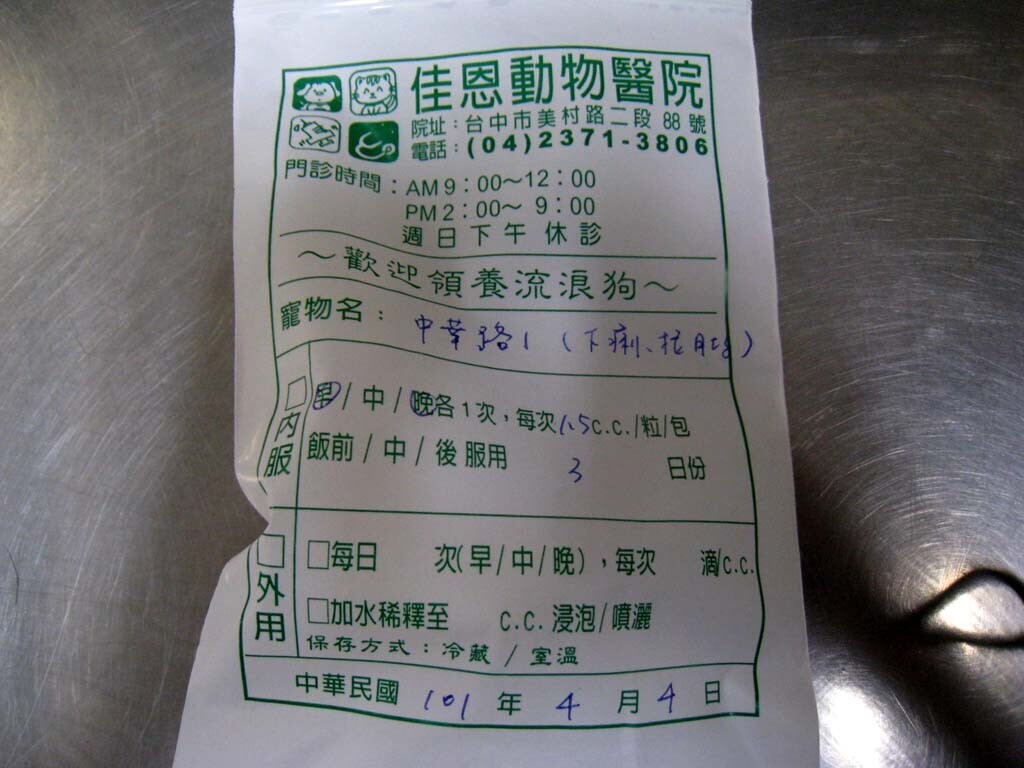 佳恩動物醫院
院址：台中市美村路二段 88 號
電話：(04)2371-3806
門診時間：AM 9：00～12：00
PM 2：00～ 9：00
週日下午 休診
～歡迎領養流浪狗～
寵物名： 中華路1 (下痢、拉肚子)
□內服
早/中/晚各1次，每次1.5c.c./粒/包
飯前/中/後服用 3 日份
□外用
□每日 次(早/中/晚)，每次 滴/c.c.
□加水稀釋至 c.c.浸泡/噴灑
保存方式：冷藏 / 室溫
中華民國 101 年 4 月 4 日